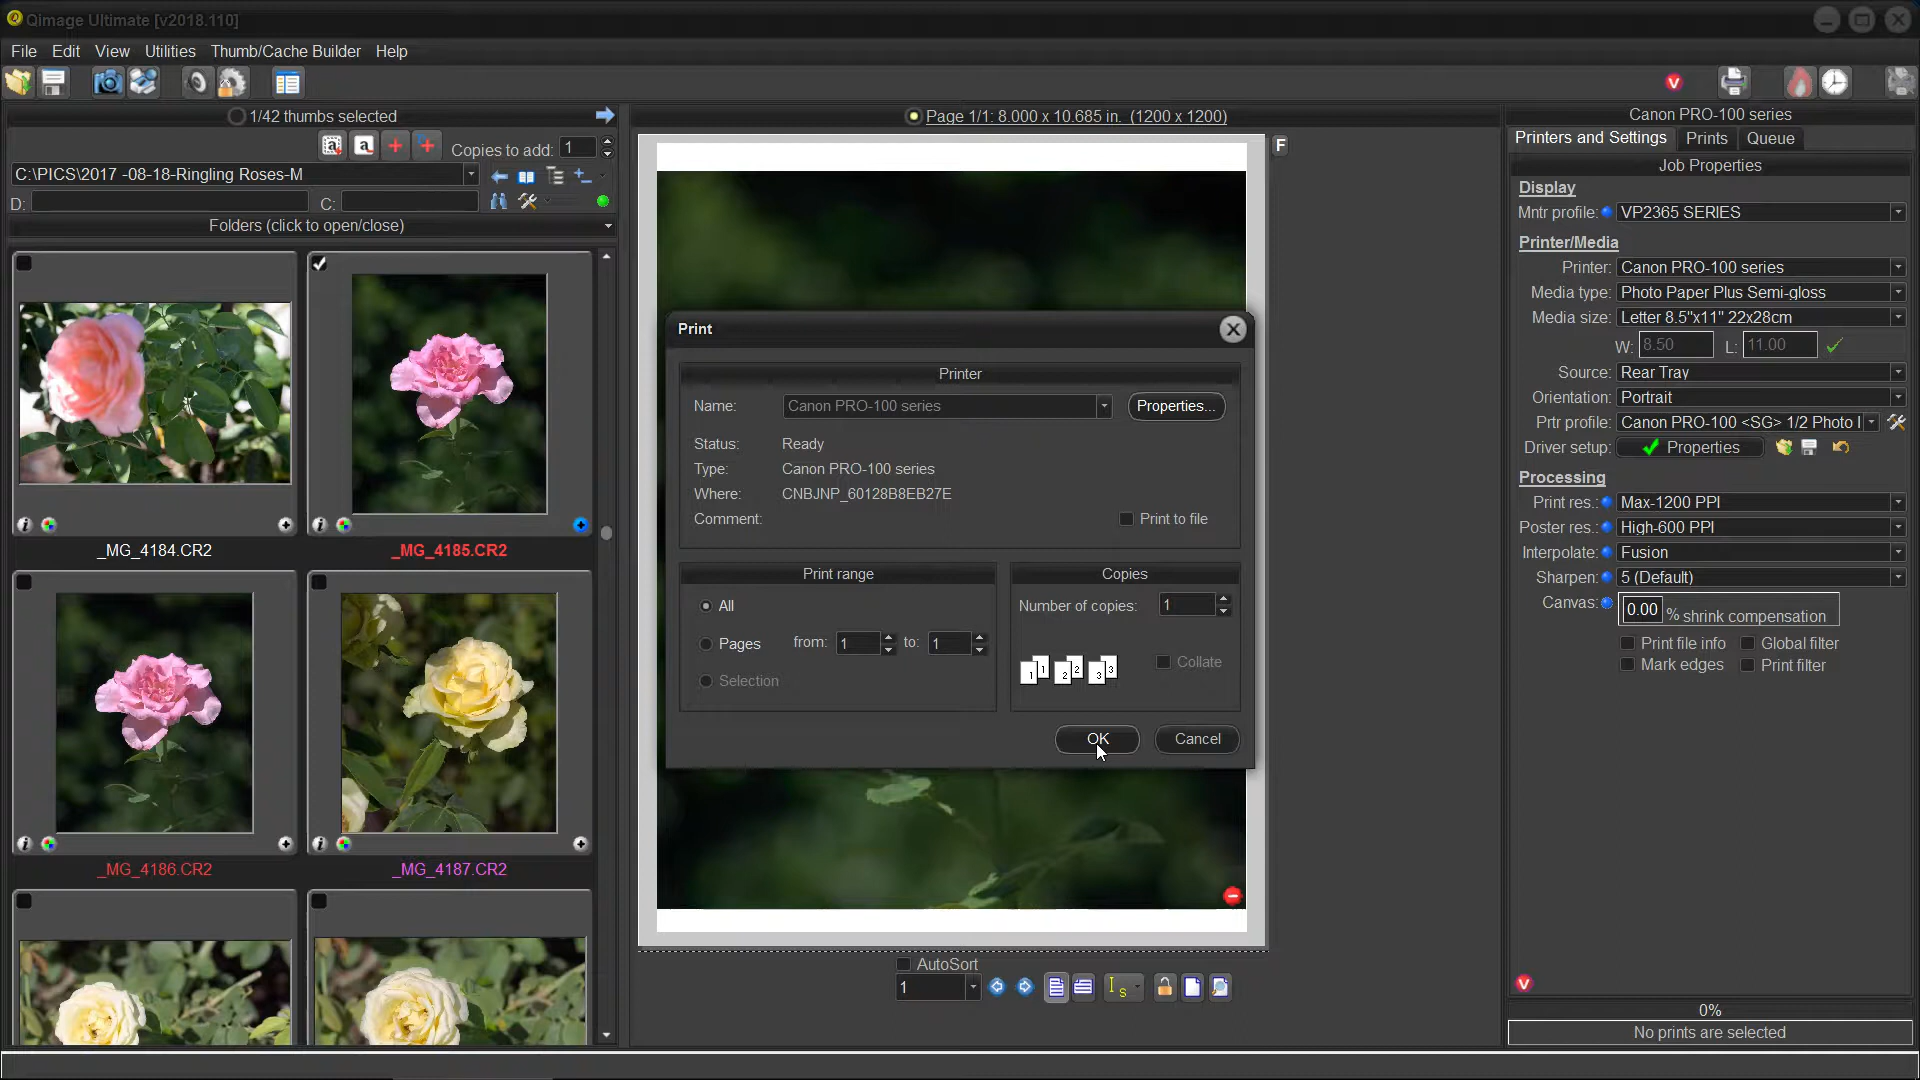 Qimage Ultimate [v2018.110]
File Edit View Utilities Thumb/Cache Builder Help
1/42 thumbs selected
Copies to add: 1
C:\PICS\2017 -08-18-Ringling Roses-M
D: C:
Folders (click to open/close)
_MG_4184.CR2
_MG_4185.CR2
_MG_4186.CR2
_MG_4187.CR2
Page 1/1: 8.000 x 10.685 in. (1200 x 1200)
F
Print
Printer
Name: Canon PRO-100 series Properties...
Status: Ready
Type: Canon PRO-100 series
Where: CNBJNP_60128B8EB27E
Comment: Print to file
Print range
All
Pages from: 1 to: 1
Selection
Copies
Number of copies: 1
1 1 2 2 3 3 Collate
OK Cancel
AutoSort
1
Canon PRO-100 series
Printers and Settings Prints Queue
Job Properties
Display
Mntr profile: VP2365 SERIES
Printer/Media
Printer: Canon PRO-100 series
Media type: Photo Paper Plus Semi-gloss
Media size: Letter 8.5"x11" 22x28cm
W: 8.50 L: 11.00
Source: Rear Tray
Orientation: Portrait
Prtr profile: Canon PRO-100 <SG> 1/2 Photo
Driver setup: Properties
Processing
Print res.: Max-1200 PPI
Poster res.: High-600 PPI
Interpolate: Fusion
Sharpen: 5 (Default)
Canvas: 0.00 % shrink compensation
Print file info Global filter
Mark edges Print filter
0%
No prints are selected